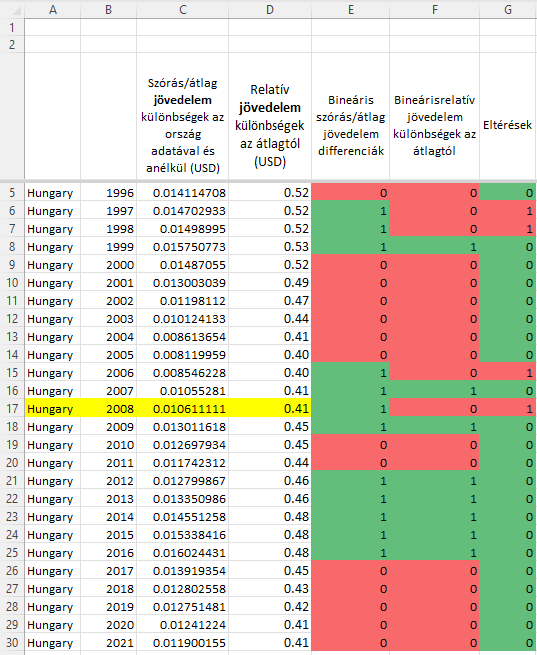 A B C D E F G
1
2
Szórás/átlag jövedelem különbségek az ország adatával és anélkül (USD) Relatív jövedelem különbségek az átlagtól (USD) Bineáris szórás/átlag jövedelem differenciák Bineárisrelatív jövedelem különbségek az átlagtól Eltérések
5 Hungary 1996 0.014114708 0.52 0 0 0
6 Hungary 1997 0.014702933 0.52 1 0 1
7 Hungary 1998 0.01498995 0.52 1 0 1
8 Hungary 1999 0.015750773 0.53 1 1 0
9 Hungary 2000 0.01487055 0.52 0 0 0
10 Hungary 2001 0.013003039 0.49 0 0 0
11 Hungary 2002 0.01198112 0.47 0 0 0
12 Hungary 2003 0.010124133 0.44 0 0 0
13 Hungary 2004 0.008613654 0.41 0 0 0
14 Hungary 2005 0.008119959 0.40 0 0 0
15 Hungary 2006 0.008546228 0.40 1 0 1
16 Hungary 2007 0.01055281 0.41 1 1 0
17 Hungary 2008 0.010611111 0.41 1 0 1
18 Hungary 2009 0.013011618 0.45 1 1 0
19 Hungary 2010 0.012697934 0.45 0 0 0
20 Hungary 2011 0.011742312 0.44 0 0 0
21 Hungary 2012 0.012799867 0.46 1 1 0
22 Hungary 2013 0.013350986 0.46 1 1 0
23 Hungary 2014 0.014551258 0.48 1 1 0
24 Hungary 2015 0.015338416 0.48 1 1 0
25 Hungary 2016 0.016024431 0.48 1 1 0
26 Hungary 2017 0.013919354 0.45 0 0 0
27 Hungary 2018 0.012802558 0.43 0 0 0
28 Hungary 2019 0.012751481 0.42 0 0 0
29 Hungary 2020 0.01241224 0.41 0 0 0
30 Hungary 2021 0.011900155 0.41 0 0 0